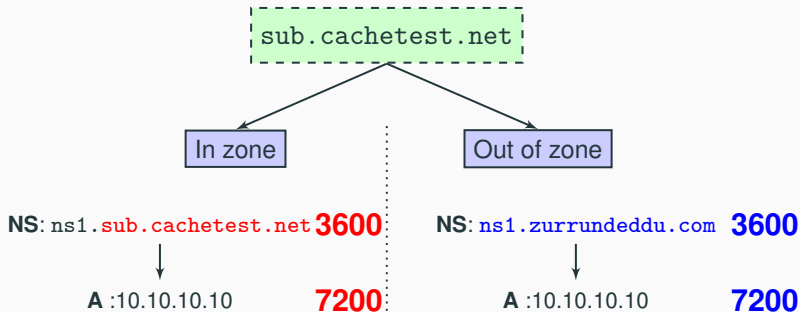 sub.cachetest.net
In zone
Out of zone
NS: ns1.sub.cachetest.net 3600
NS: ns1.zurrundeddu.com 3600
A :10.10.10.10 7200
A :10.10.10.10 7200